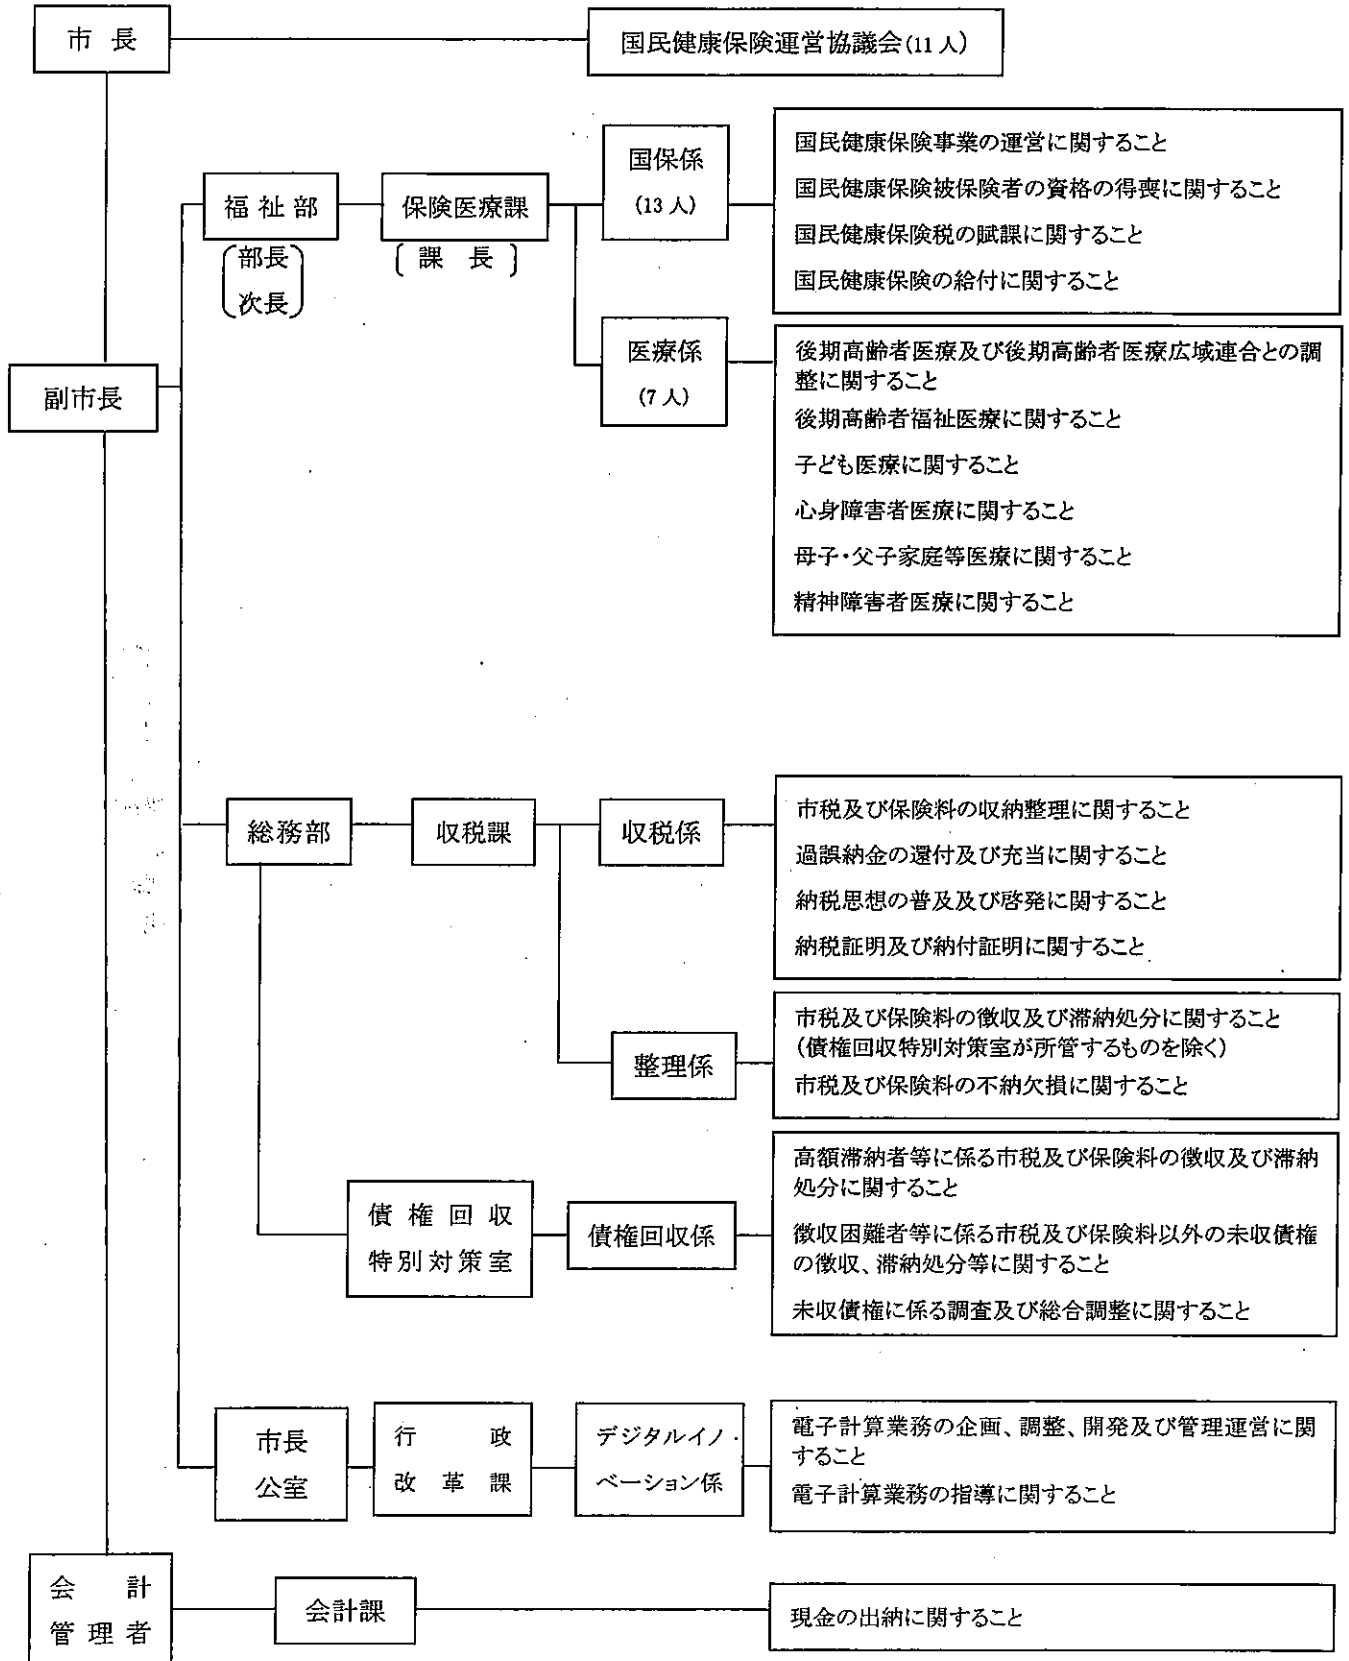 市長
国民健康保険運営協議会(11人)
福祉部
部長
次長
保険医療課
課長
国保係
(13人)
国民健康保険事業の運営に関すること
国民健康保険被保険者の資格の得喪に関すること
国民健康保険税の賦課に関すること
国民健康保険の給付に関すること
医療係
(7人)
後期高齢者医療及び後期高齢者医療広域連合との調
整に関すること
後期高齢者福祉医療に関すること
子ども医療に関すること
心身障害者医療に関すること
母子・父子家庭等医療に関すること
精神障害者医療に関すること
副市長
総務部
収税課
収税係
市税及び保険料の収納整理に関すること
過誤納金の還付及び充当に関すること
納税思想の普及及び啓発に関すること
納税証明及び納付証明に関すること
整理係
市税及び保険料の徴収及び滞納処分に関すること
(債権回収特別対策室が所管するものを除く)
市税及び保険料の不納欠損に関すること
債権回収
特別対策室
債権回収係
高額滞納者等に係る市税及び保険料の徴収及び滞納
処分に関すること
徴収困難者等に係る市税及び保険料以外の未収債権
の徴収、滞納処分等に関すること
未収債権に係る調査及び総合調整に関すること
市長
公室
行政
改革課
デジタルイノ
ベーション係
電子計算業務の企画、調整、開発及び管理運営に関
すること
電子計算業務の指導に関すること
会計
管理者
会計課
現金の出納に関すること